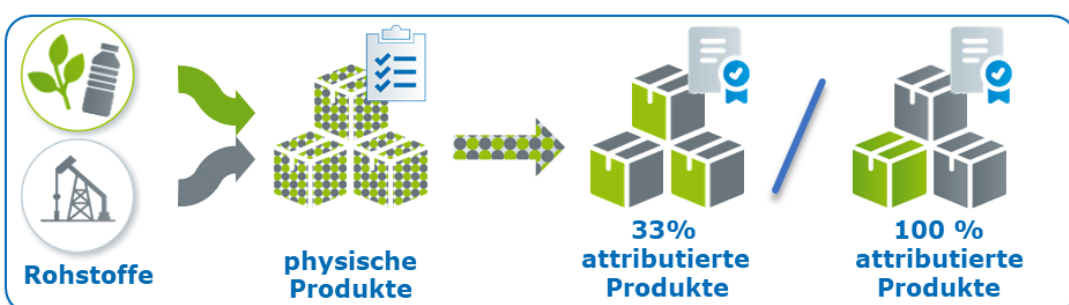 Rohstoffe
physische
Produkte
33%
attributierte
Produkte
100 %
attributierte
Produkte